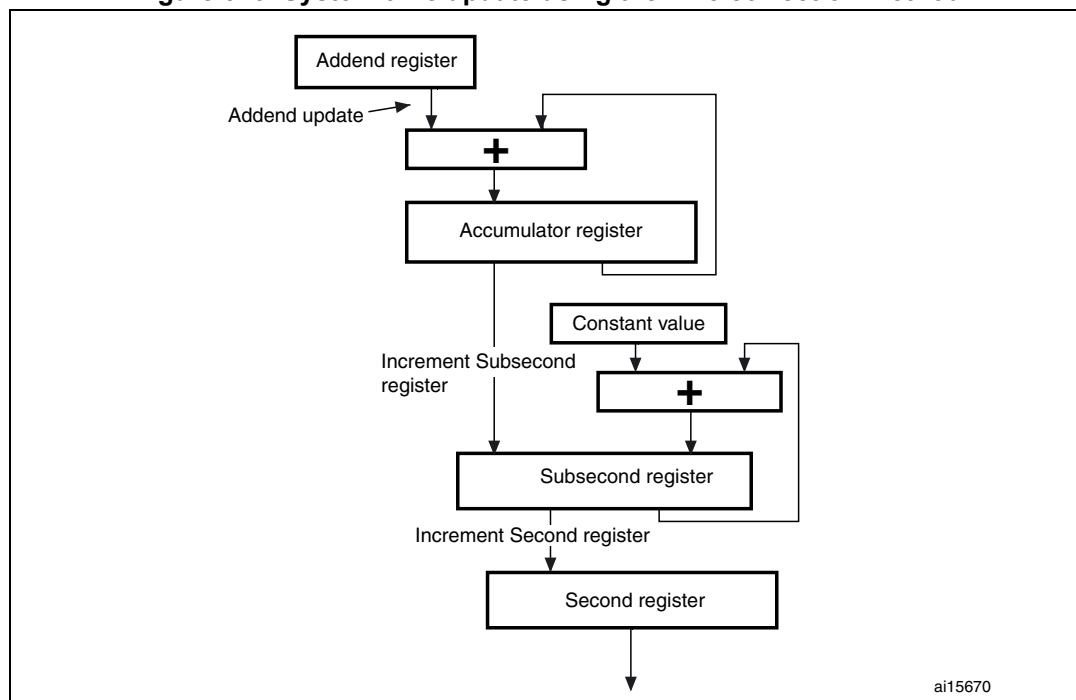 Addend register
Addend update
+
Accumulator register
Constant value
Increment Subsecond
register
+
Subsecond register
Increment Second register
Second register
ai15670